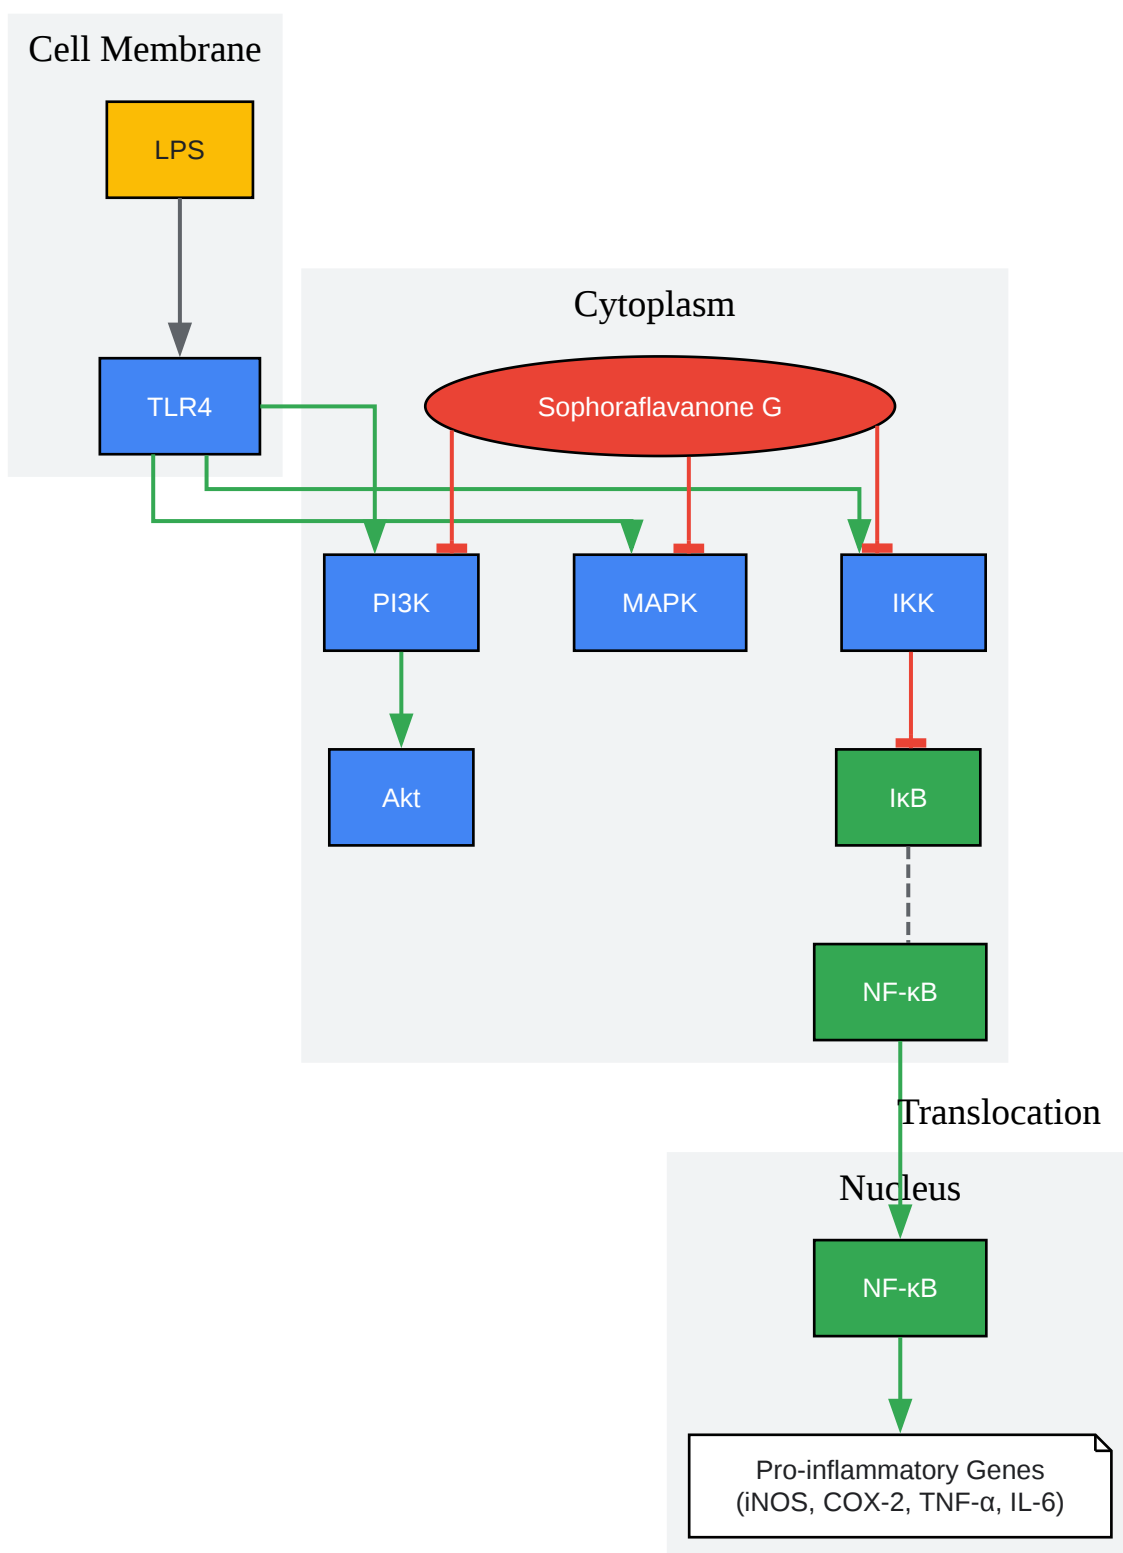 Cell Membrane
LPS
Cytoplasm
TLR4
Sophoraflavanone G
PI3K
MAPK
IKK
Akt
IκB
NF-κB
Translocation
Nucleus
NF-κB
Pro-inflammatory Genes
(iNOS, COX-2, TNF-α, IL-6)